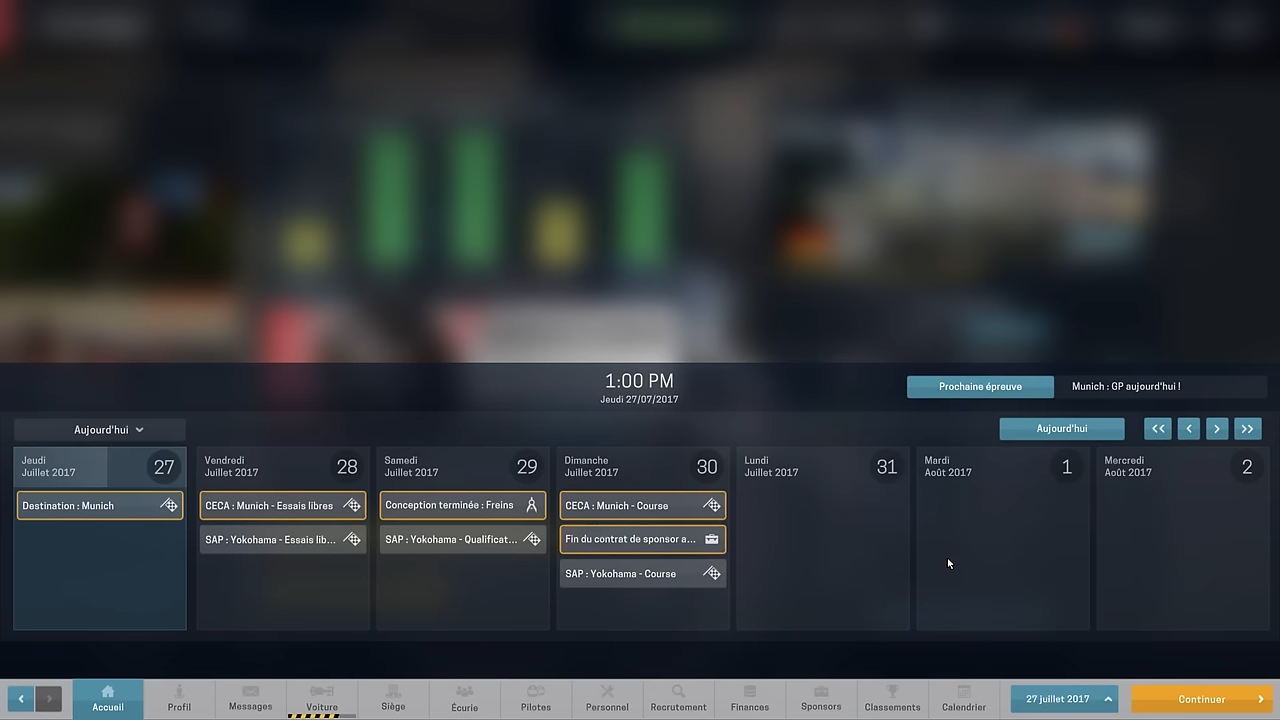 1:00 PM
Jeudi 27/07/2017
Prochaine épreuve
Munich : GP aujourd'hui !
Aujourd'hui
Aujourd'hui
Jeudi
Juillet 2017
27
Destination : Munich
Vendredi
Juillet 2017
28
CECA : Munich - Essais libres
SAP : Yokohama - Essais lib...
Samedi
Juillet 2017
29
Conception terminée : Freins
SAP : Yokohama - Qualificat...
Dimanche
Juillet 2017
30
CECA : Munich - Course
Fin du contrat de sponsor a...
SAP : Yokohama - Course
Lundi
Juillet 2017
31
Mardi
Août 2017
1
Mercredi
Août 2017
2
Accueil
Profil
Messages
Voiture
Siège
Écurie
Pilotes
Personnel
Recrutement
Finances
Sponsors
Classements
Calendrier
27 juillet 2017
Continuer